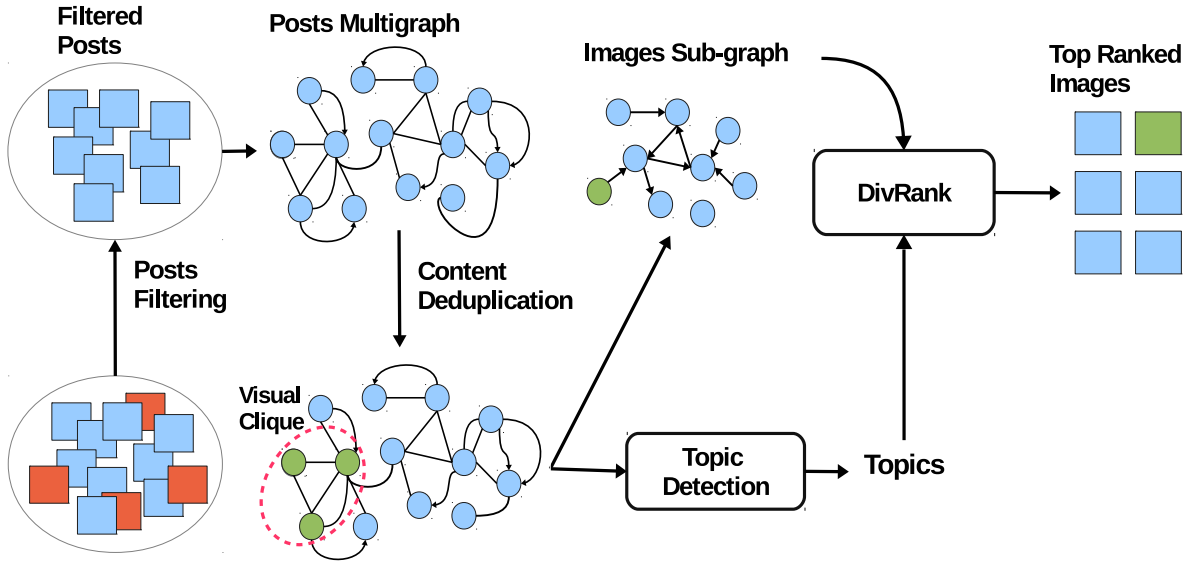 Filtered
Posts
Posts Multigraph
Images Sub-graph
Top Ranked
Images
DivRank
Posts
Filtering
Content
Deduplication
Visual
Clique
Topic
Detection
Topics